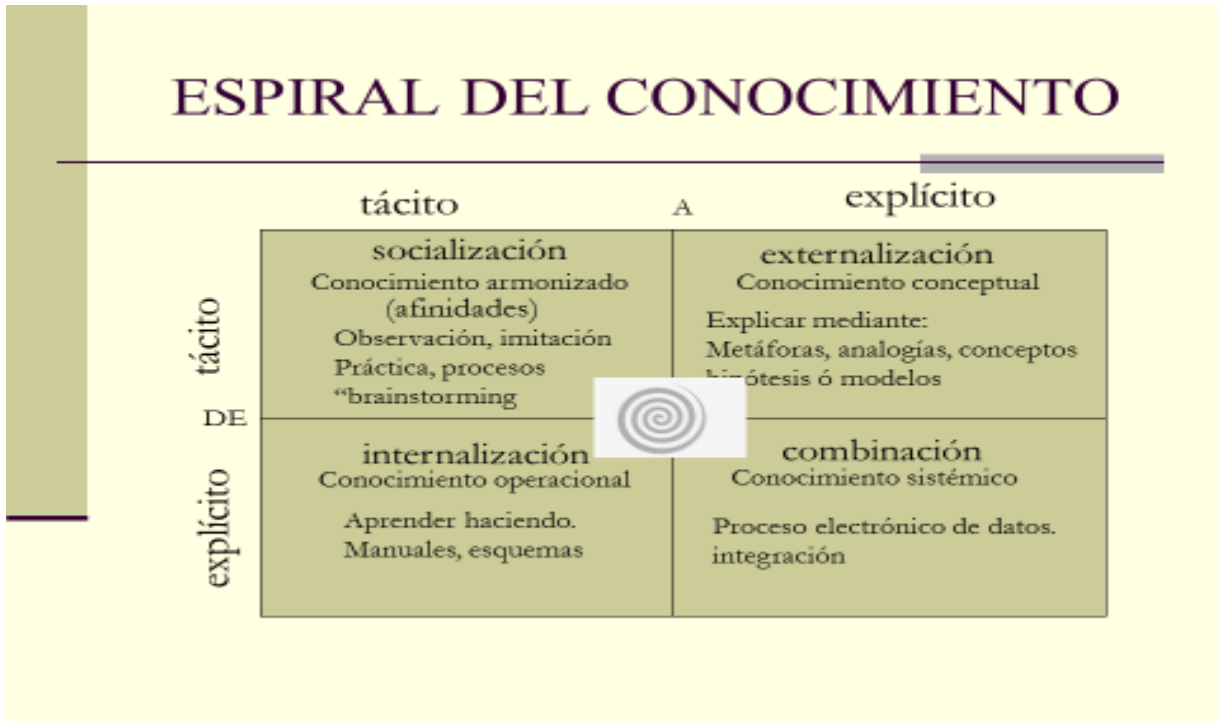 ESPIRAL DEL CONOCIMIENTO
tácito A explícito
tácito
DE
explícito
socialización
Conocimiento armonizado
(afinidades)
Observación, imitación
Práctica, procesos
“brainstorming
externalización
Conocimiento conceptual
Explicar mediante:
Metáforas, analogías, conceptos
hipótesis ó modelos
internalización
Conocimiento operacional
Aprender haciendo.
Manuales, esquemas
combinación
Conocimiento sistémico
Proceso electrónico de datos.
integración